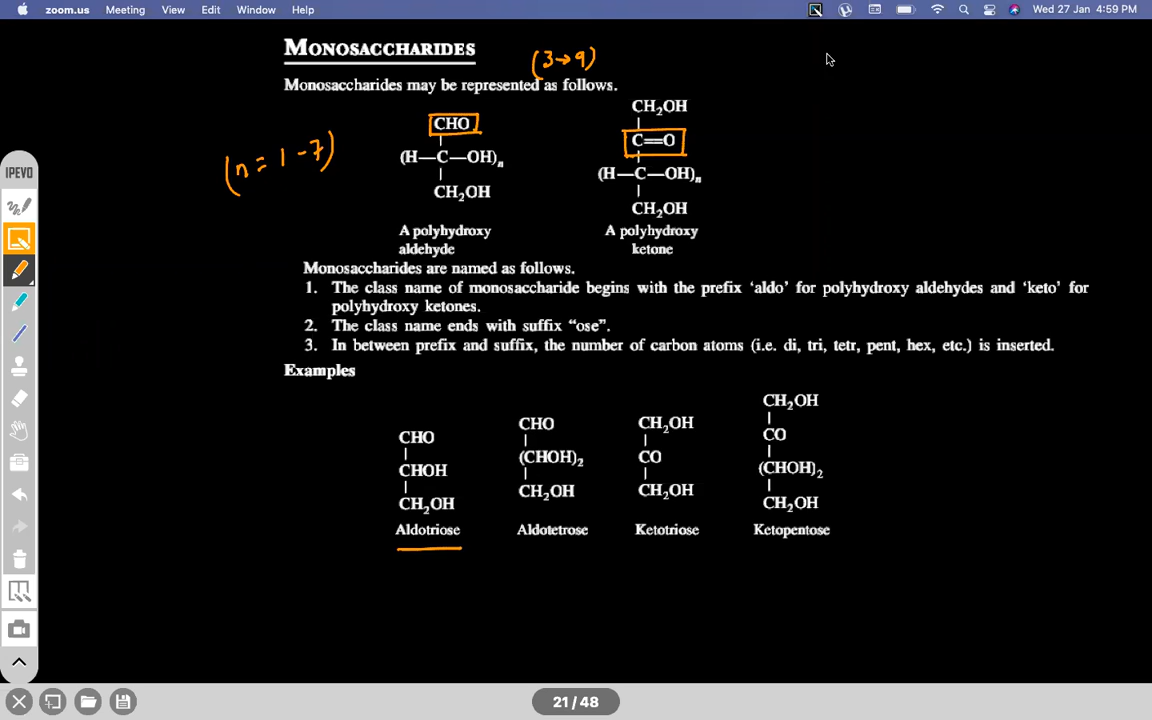 zoom.us Meeting View Edit Window Help Wed 27 Jan 4:59 PM
MONOSACCHARIDES
(3→9)
Monosaccharides may be represented as follows.
(n = 1 - 7)
CHO
(H—C—OH)n
CH2OH
A polyhydroxy
aldehyde
CH2OH
C=O
(H—C—OH)n
CH2OH
A polyhydroxy
ketone
Monosaccharides are named as follows.
1. The class name of monosaccharide begins with the prefix ‘aldo’ for polyhydroxy aldehydes and ‘keto’ for
polyhydroxy ketones.
2. The class name ends with suffix “ose”.
3. In between prefix and suffix, the number of carbon atoms (i.e. di, tri, tetr, pent, hex, etc.) is inserted.
Examples
CHO
CHOH
CH2OH
Aldotriose
CHO
(CHOH)2
CH2OH
Aldotetrose
CH2OH
CO
CH2OH
Ketotriose
CH2OH
CO
(CHOH)2
CH2OH
Ketopentose
IPEVO
21 / 48